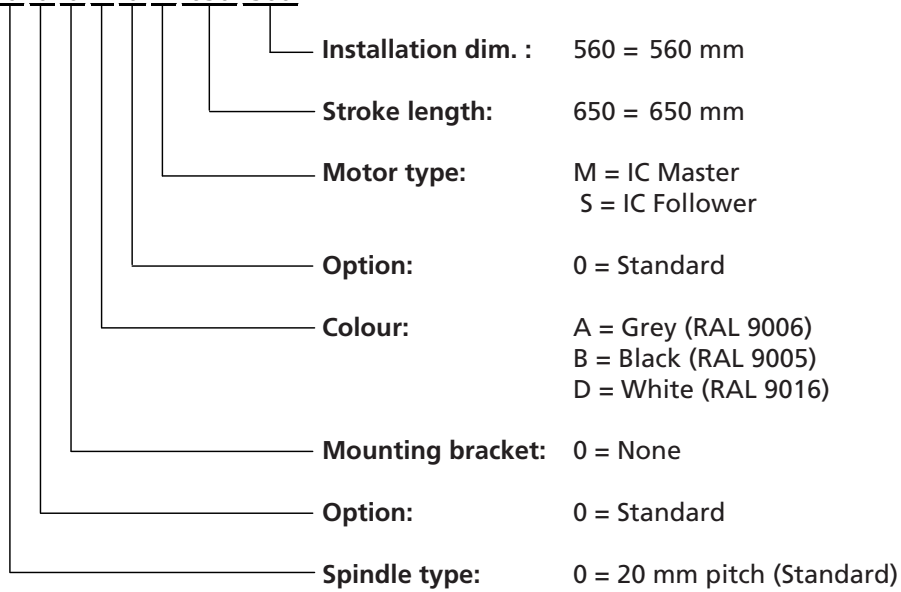 Installation dim. : 560 = 560 mm
Stroke length: 650 = 650 mm
Motor type: M = IC Master
S = IC Follower
Option: 0 = Standard
Colour: A = Grey (RAL 9006)
B = Black (RAL 9005)
D = White (RAL 9016)
Mounting bracket: 0 = None
Option: 0 = Standard
Spindle type: 0 = 20 mm pitch (Standard)